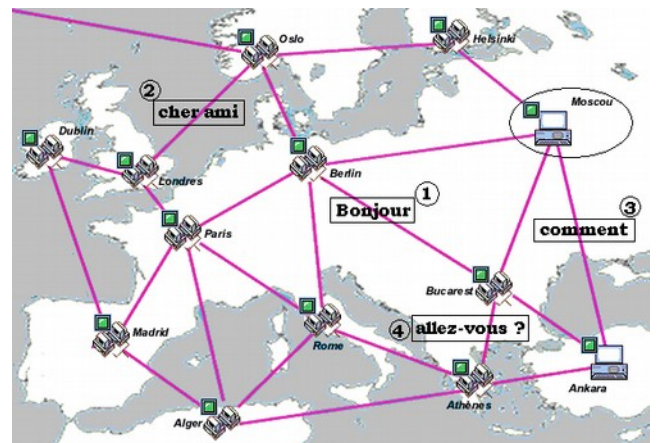 Oslo
Helsinki
2
cher ami
Moscou
Dublin
Londres
Berlin
1
Bonjour
3
comment
Paris
Bucarest
4
allez-vous ?
Madrid
Rome
Ankara
Athènes
Alger